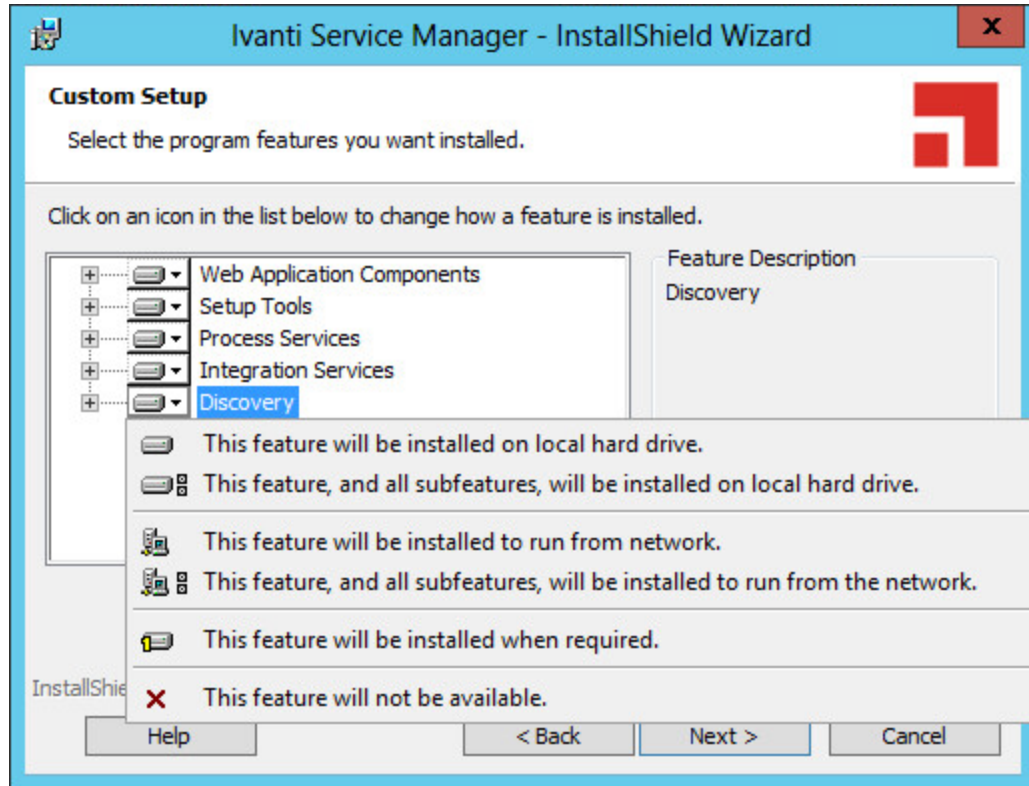 Ivanti Service Manager - InstallShield Wizard
x
Custom Setup
Select the program features you want installed.
Click on an icon in the list below to change how a feature is installed.
Web Application Components
Setup Tools
Process Services
Integration Services
Discovery
Feature Description
Discovery
This feature will be installed on local hard drive.
This feature, and all subfeatures, will be installed on local hard drive.
This feature will be installed to run from network.
This feature, and all subfeatures, will be installed to run from the network.
This feature will be installed when required.
This feature will not be available.
InstallShie
Help
< Back
Next >
Cancel